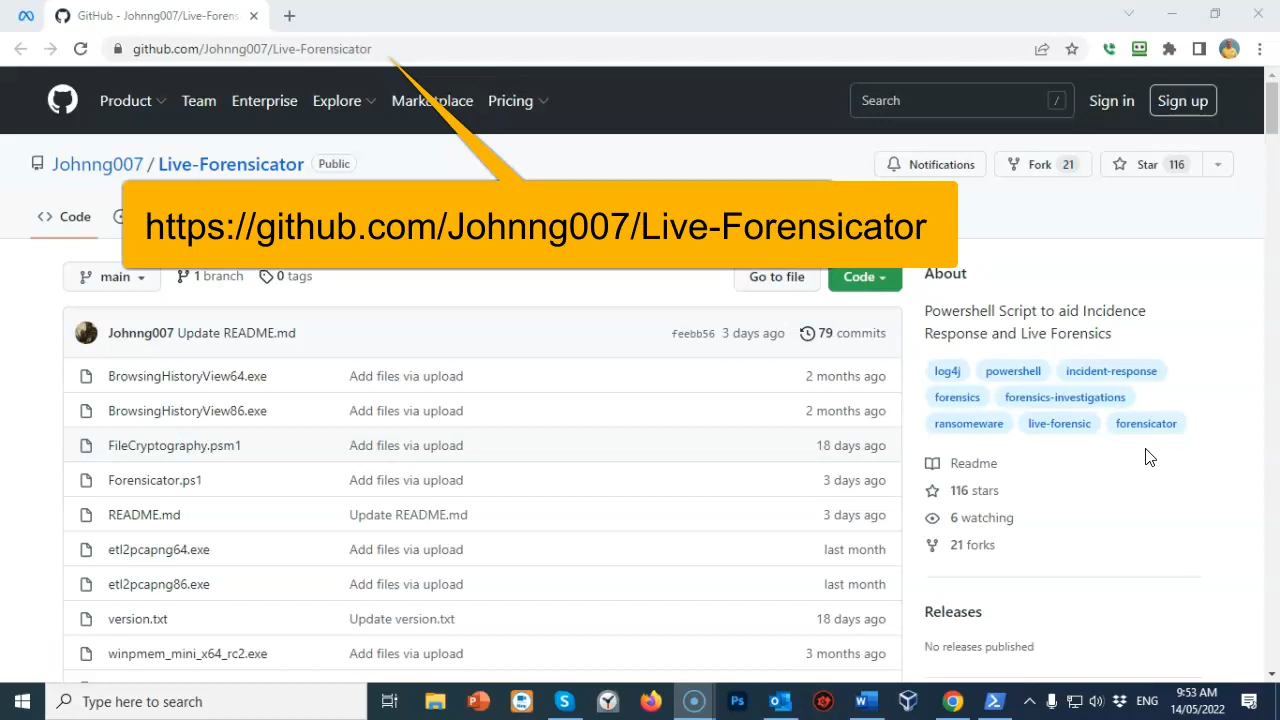 GitHub - Johnng007/Live-Forens
github.com/Johnng007/Live-Forensicator
Product Team Enterprise Explore Marketplace Pricing Search / Sign in Sign up
Johnng007 / Live-Forensicator Public Notifications Fork 21 Star 116
Code
https://github.com/Johnng007/Live-Forensicator
main 1 branch 0 tags Go to file Code
Johnng007 Update README.md feebb56 3 days ago 79 commits
BrowsingHistoryView64.exe Add files via upload 2 months ago
BrowsingHistoryView86.exe Add files via upload 2 months ago
FileCryptography.psm1 Add files via upload 18 days ago
Forensicator.ps1 Add files via upload 3 days ago
README.md Update README.md 3 days ago
etl2pcapng64.exe Add files via upload last month
etl2pcapng86.exe Add files via upload last month
version.txt Update version.txt 18 days ago
winpmem_mini_x64_rc2.exe Add files via upload 3 months ago
About
Powershell Script to aid Incidence
Response and Live Forensics
log4j powershell incident-response
forensics forensics-investigations
ransomeware live-forensic forensicator
Readme
116 stars
6 watching
21 forks
Releases
No releases published
Type here to search
ENG
9:53 AM
14/05/2022